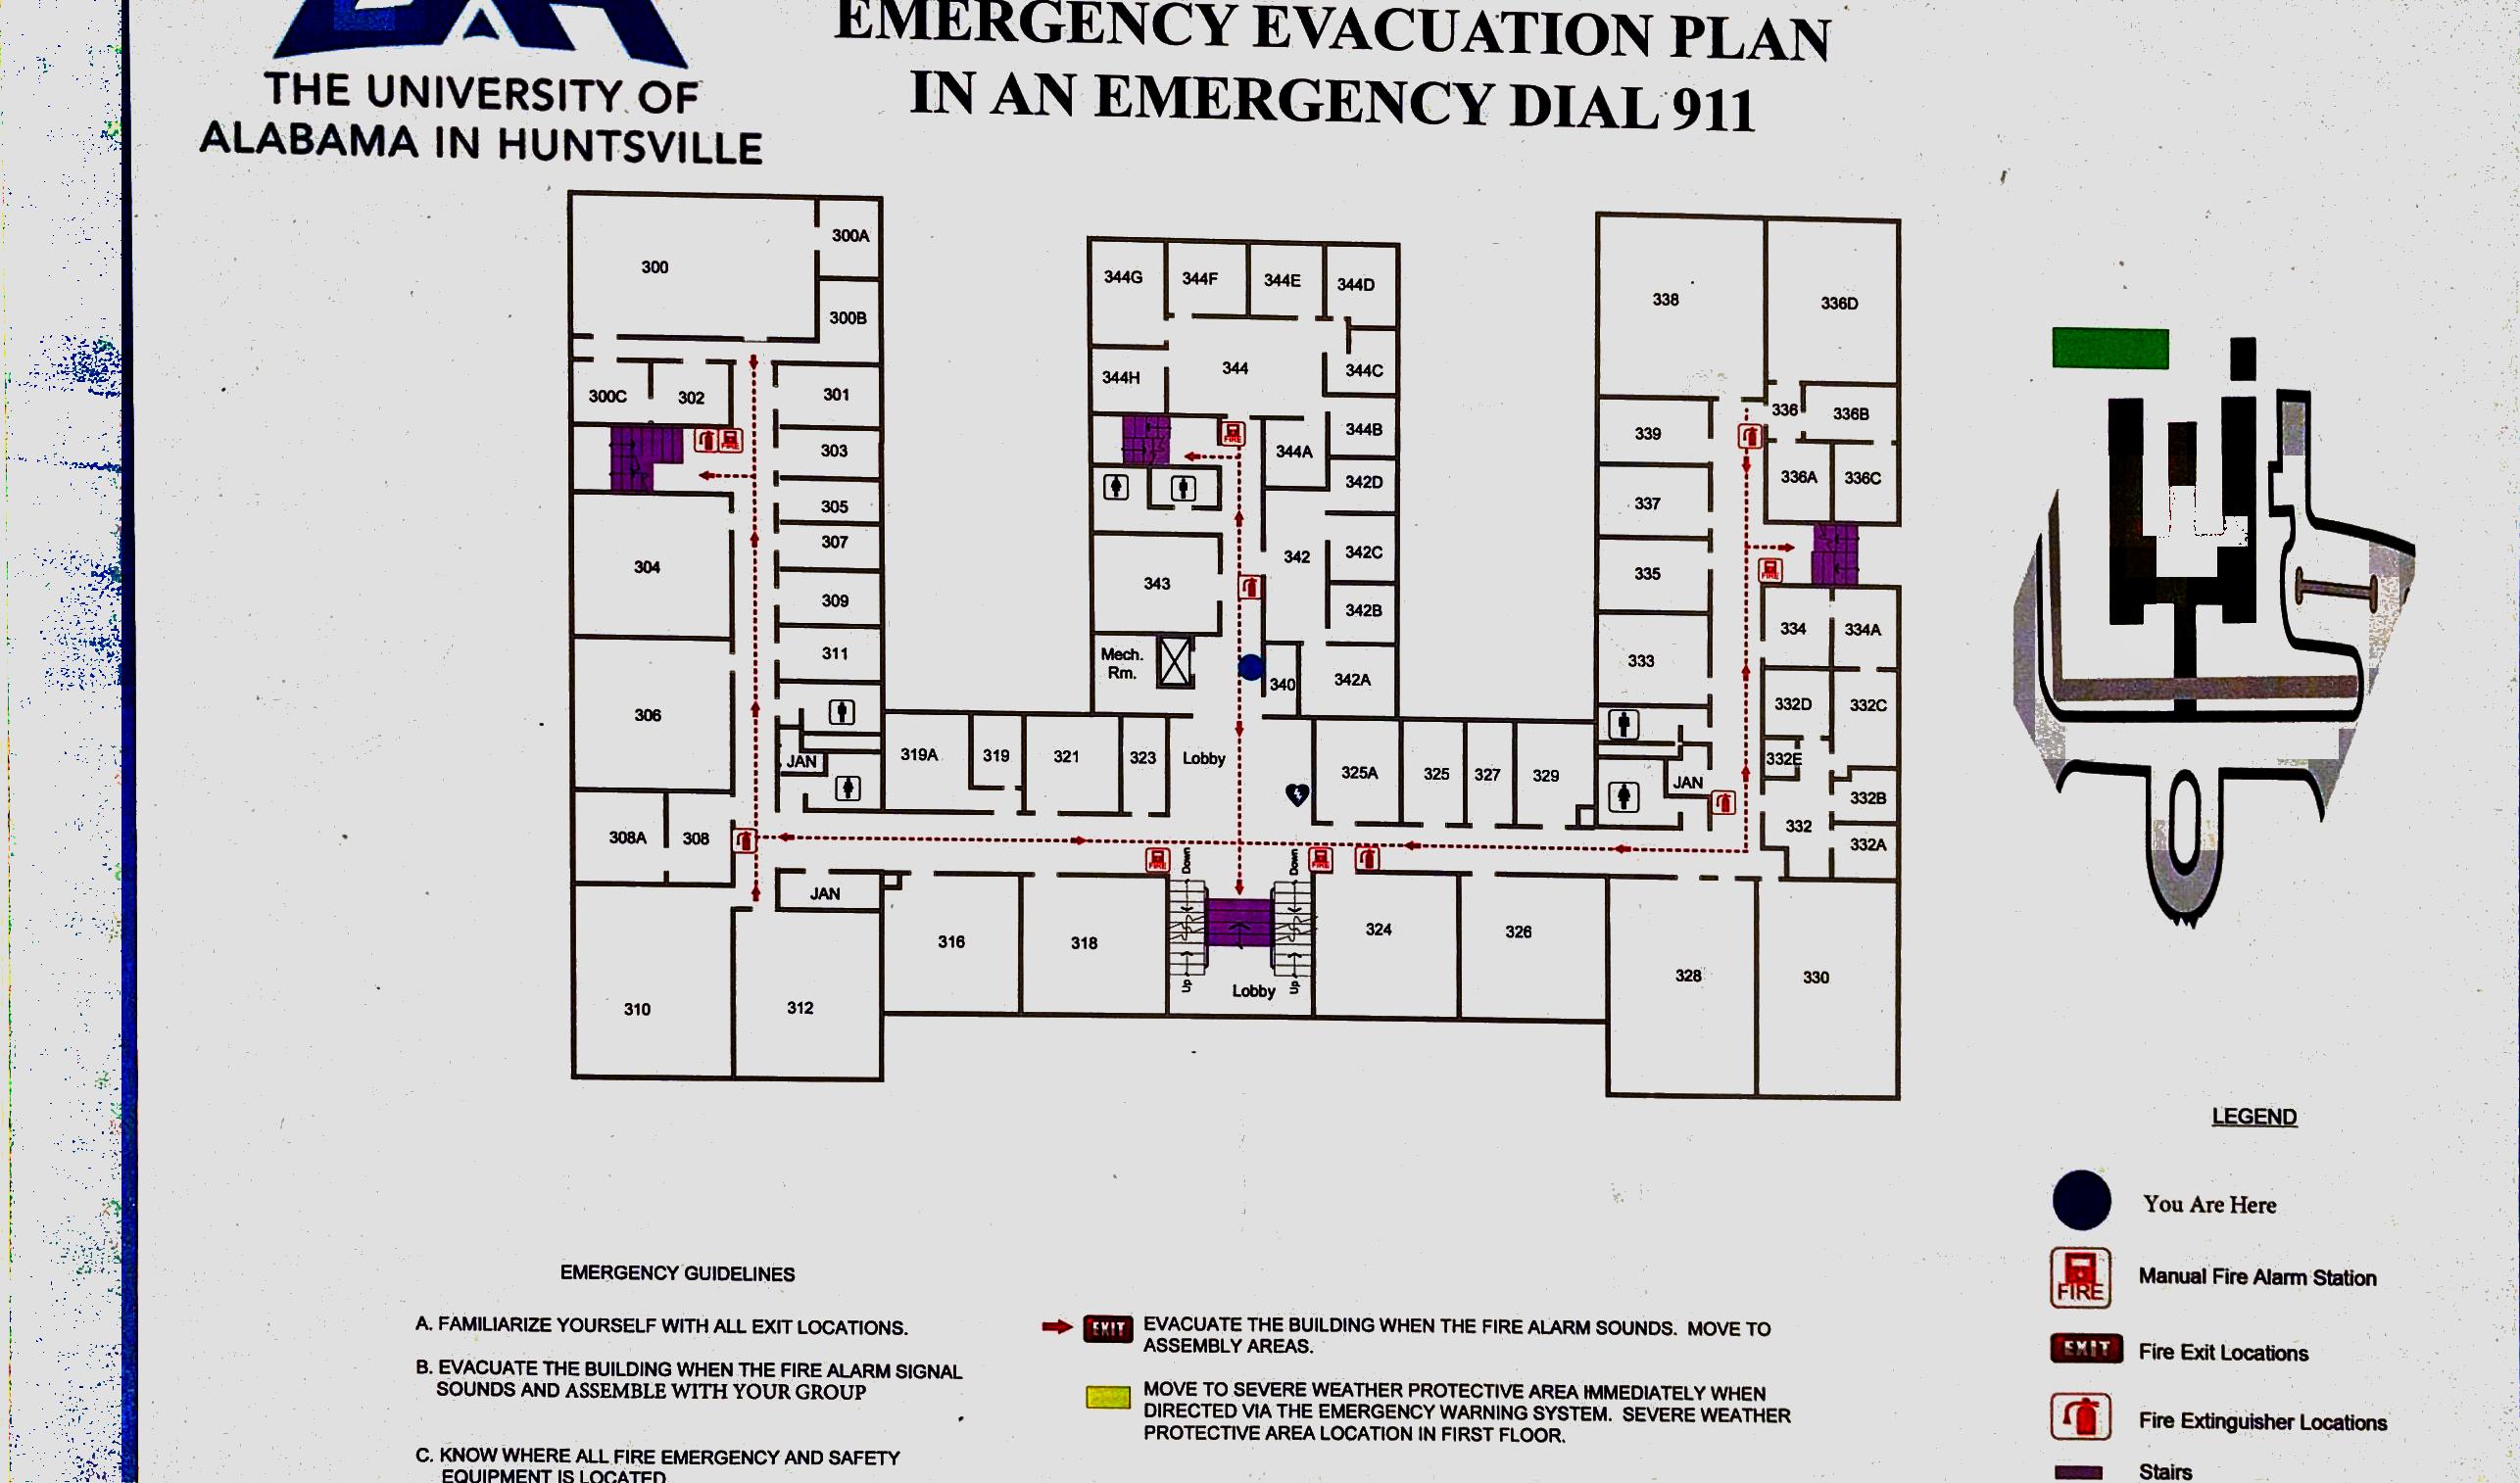 EMERGENCY EVACUATION PLAN
IN AN EMERGENCY DIAL 911
THE UNIVERSITY OF
ALABAMA IN HUNTSVILLE
300
300A
300B
300C
302
301
303
305
304
307
309
311
306
JAN
308A
308
JAN
310
312
344G
344F
344E
344D
344
344C
344H
344B
344A
342D
342
342C
343
342B
Mech.
Rm.
340
342A
319A
319
321
323
Lobby
325A
325
327
329
FIRE
FIRE
FIRE
FIRE
FIRE
Down
Down
316
318
Up
Up
Lobby
324
326
338
336D
336
336B
339
336A
336C
337
335
334
334A
333
332D
332C
332E
JAN
332B
332
332A
328
330
LEGEND
You Are Here
FIRE
Manual Fire Alarm Station
EXIT
Fire Exit Locations
Fire Extinguisher Locations
Stairs
EMERGENCY GUIDELINES
A. FAMILIARIZE YOURSELF WITH ALL EXIT LOCATIONS.
B. EVACUATE THE BUILDING WHEN THE FIRE ALARM SIGNAL
SOUNDS AND ASSEMBLE WITH YOUR GROUP
C. KNOW WHERE ALL FIRE EMERGENCY AND SAFETY
EQUIPMENT IS LOCATED
EXIT
EVACUATE THE BUILDING WHEN THE FIRE ALARM SOUNDS. MOVE TO
ASSEMBLY AREAS.
MOVE TO SEVERE WEATHER PROTECTIVE AREA IMMEDIATELY WHEN
DIRECTED VIA THE EMERGENCY WARNING SYSTEM. SEVERE WEATHER
PROTECTIVE AREA LOCATION IN FIRST FLOOR.